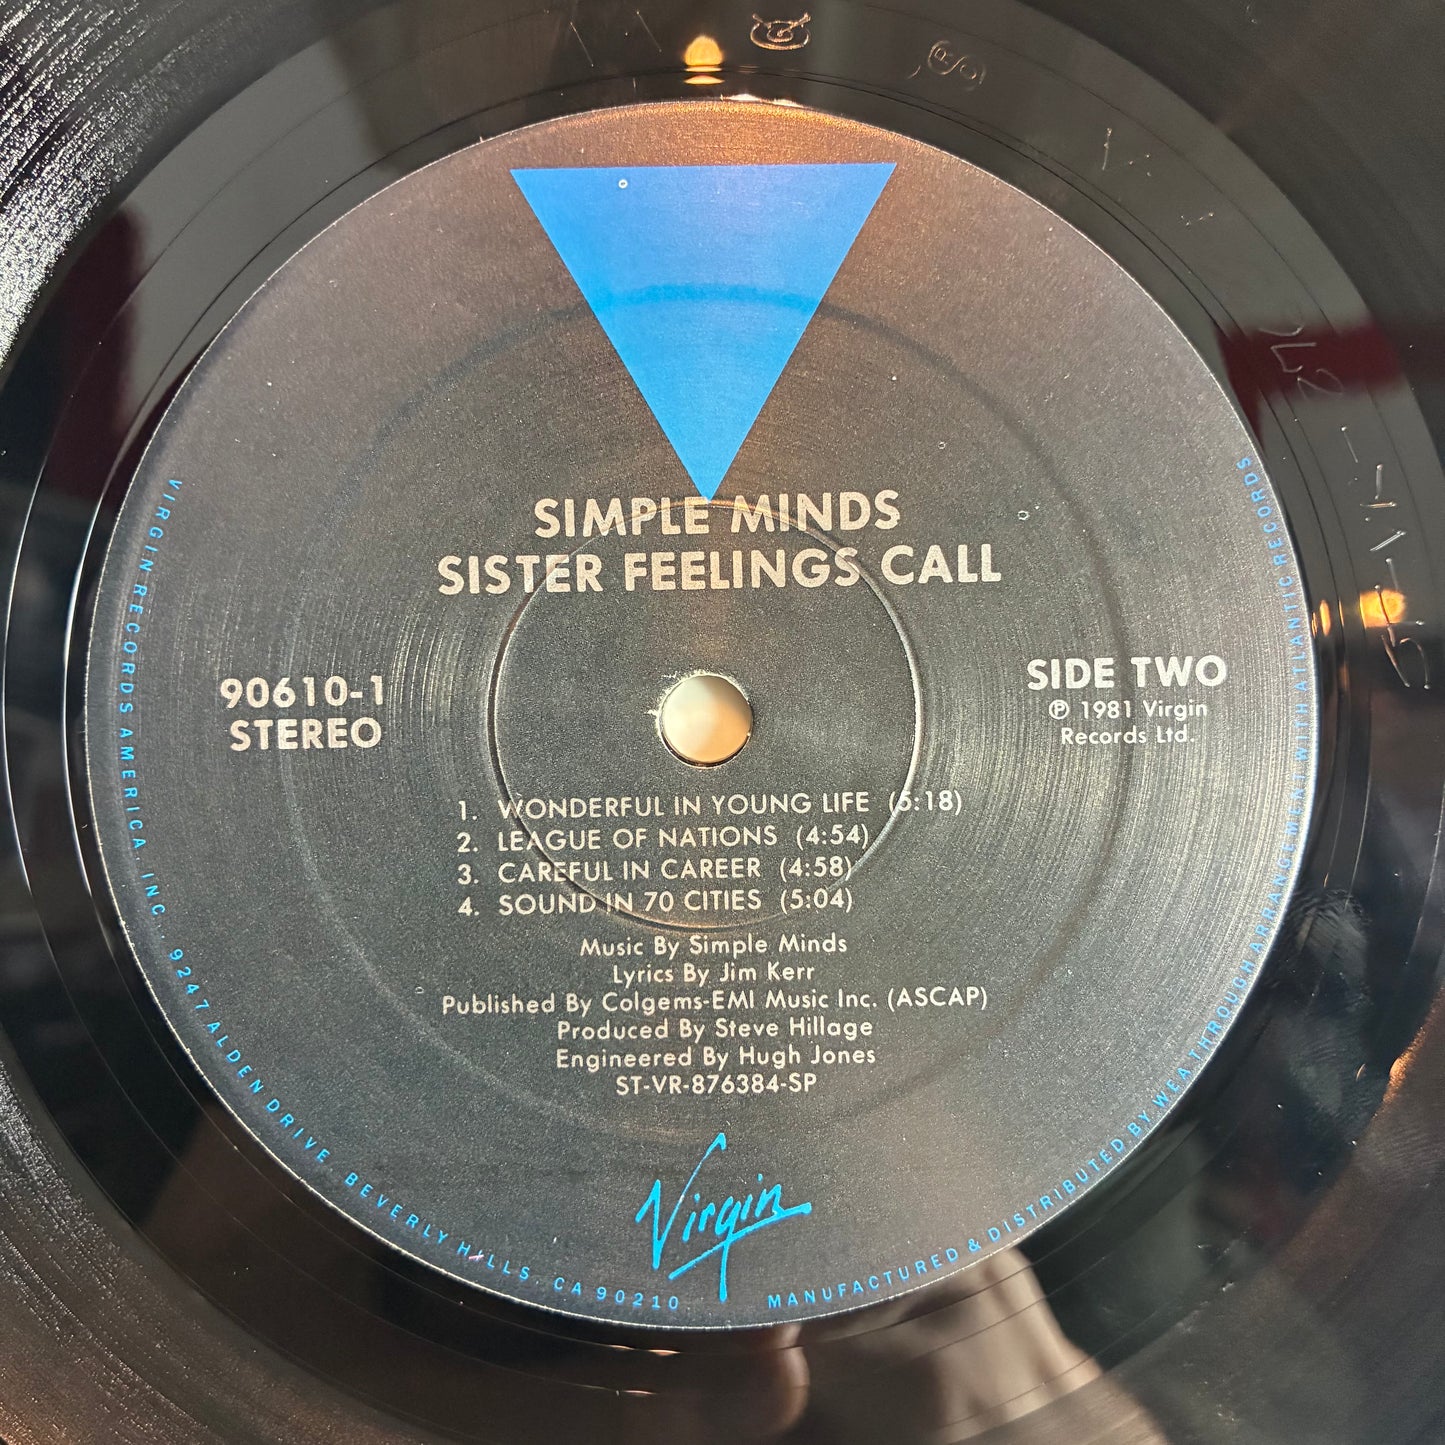 SIMPLE MINDS
SISTER FEELINGS CALL
90610-1
STEREO
SIDE TWO
℗ 1981 Virgin
Records Ltd.
1. WONDERFUL IN YOUNG LIFE (5:18)
2. LEAGUE OF NATIONS (4:54)
3. CAREFUL IN CAREER (4:58)
4. SOUND IN 70 CITIES (5:04)
Music By Simple Minds
Lyrics By Jim Kerr
Published By Colgems-EMI Music Inc. (ASCAP)
Produced By Steve Hillage
Engineered By Hugh Jones
ST-VR-876384-SP
Virgin
VIRGIN RECORDS AMERICA, INC. 9247 ALDEN DRIVE, BEVERLY HILLS, CA 90210
MANUFACTURED & DISTRIBUTED BY WEA THROUGH ARRANGEMENT WITH ATLANTIC RECORDS